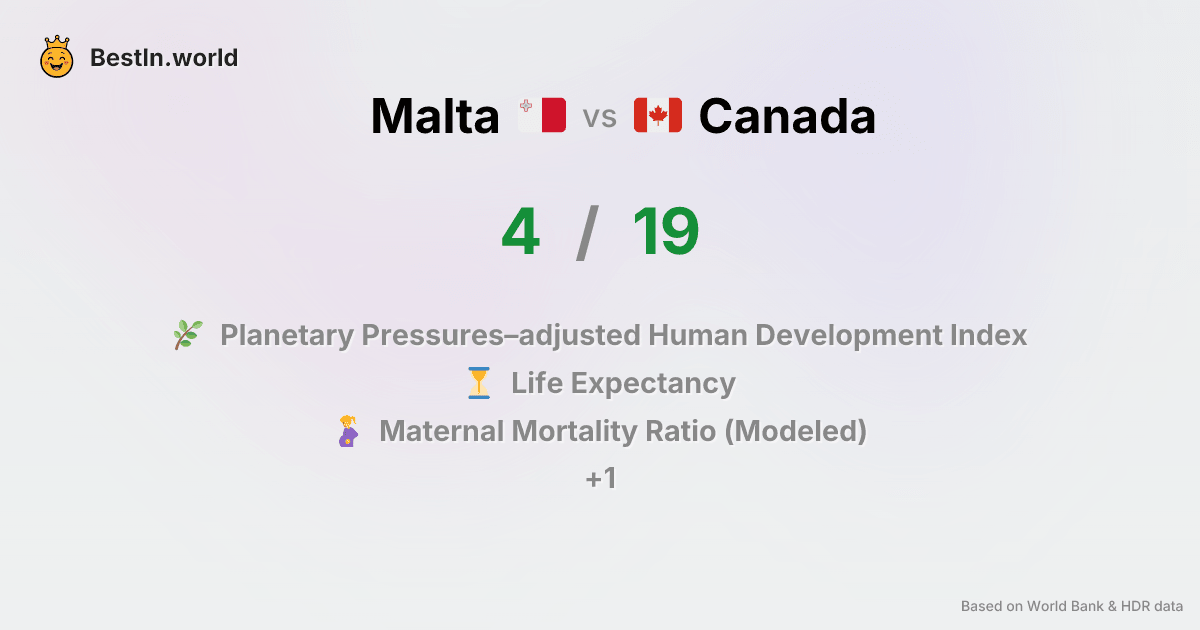 BestIn.world
Malta vs Canada
4 / 19
Planetary Pressures–adjusted Human Development Index
Life Expectancy
Maternal Mortality Ratio (Modeled)
+1
Based on World Bank & HDR data